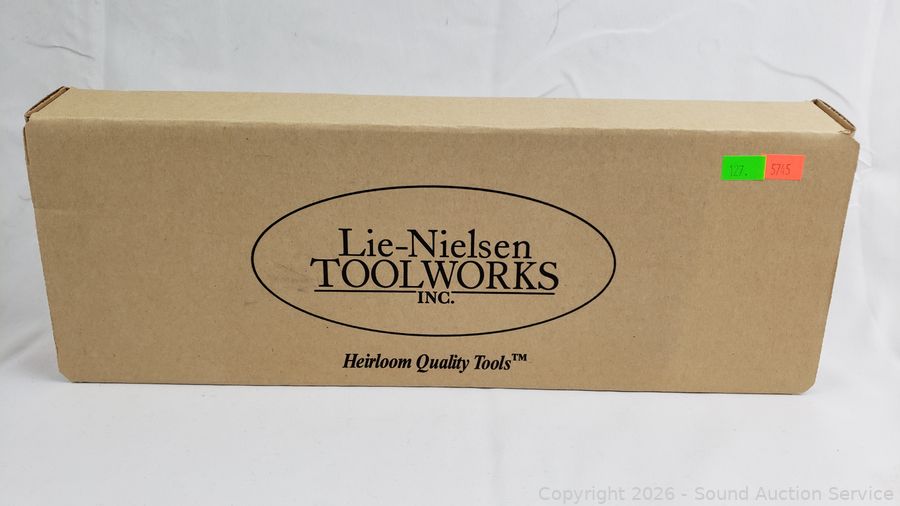 127. 5745
Lie-Nielsen
TOOLWORKS
INC.
Heirloom Quality Tools™
Copyright 2026 - Sound Auction Service